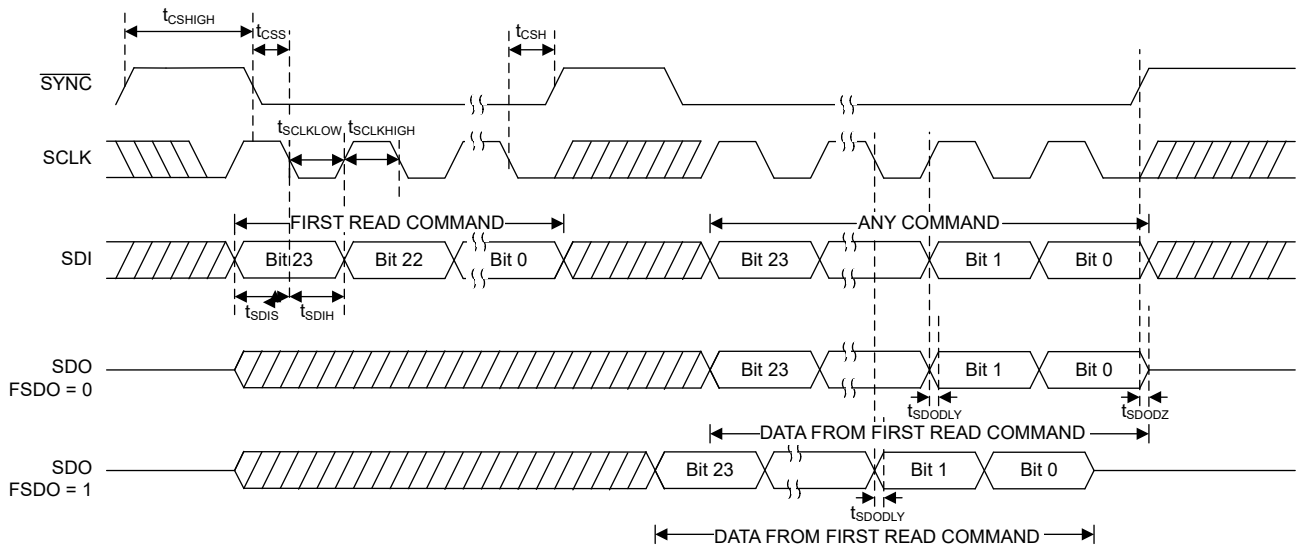 tCSHIGH
tCSS
tCSH
SYNC
tSCLKLOW
tSCLKHIGH
SCLK
FIRST READ COMMAND
ANY COMMAND
SDI
Bit 23
Bit 22
Bit 0
Bit 23
Bit 1
Bit 0
tSDIS
tSDIH
SDO
FSDO = 0
Bit 23
Bit 1
Bit 0
tSDODLY
tSDODZ
DATA FROM FIRST READ COMMAND
SDO
FSDO = 1
Bit 23
Bit 1
Bit 0
tSDODLY
DATA FROM FIRST READ COMMAND